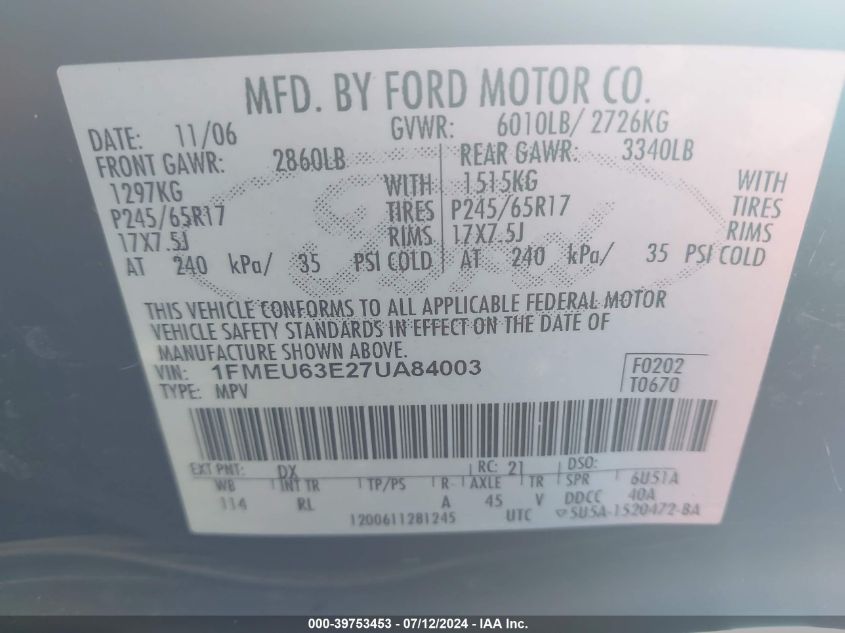 MFD. BY FORD MOTOR CO.
DATE: 11/06 GVWR: 6010LB/ 2726KG
FRONT GAWR: 2860LB REAR GAWR: 3340LB
1297KG WITH 1515KG WITH
P245/65R17 TIRES P245/65R17 TIRES
17X7.5J RIMS 17X7.5J RIMS
AT 240 kPa/ 35 PSI COLD AT 240 kPa/ 35 PSI COLD
THIS VEHICLE CONFORMS TO ALL APPLICABLE FEDERAL MOTOR
VEHICLE SAFETY STANDARDS IN EFFECT ON THE DATE OF
MANUFACTURE SHOWN ABOVE.
VIN: 1FMEU63E27UA84003 F0202
TYPE: MPV T0670
EXT PNT: DX RC: 21 DSO:
WB INT TR TP/PS R AXLE TR SPR 6U51A
114 RL A 45 V DDCC 40A
1200611281245 UTC 5U5A-1520472-BA
Ford
000-39753453 - 07/12/2024 - IAA Inc.